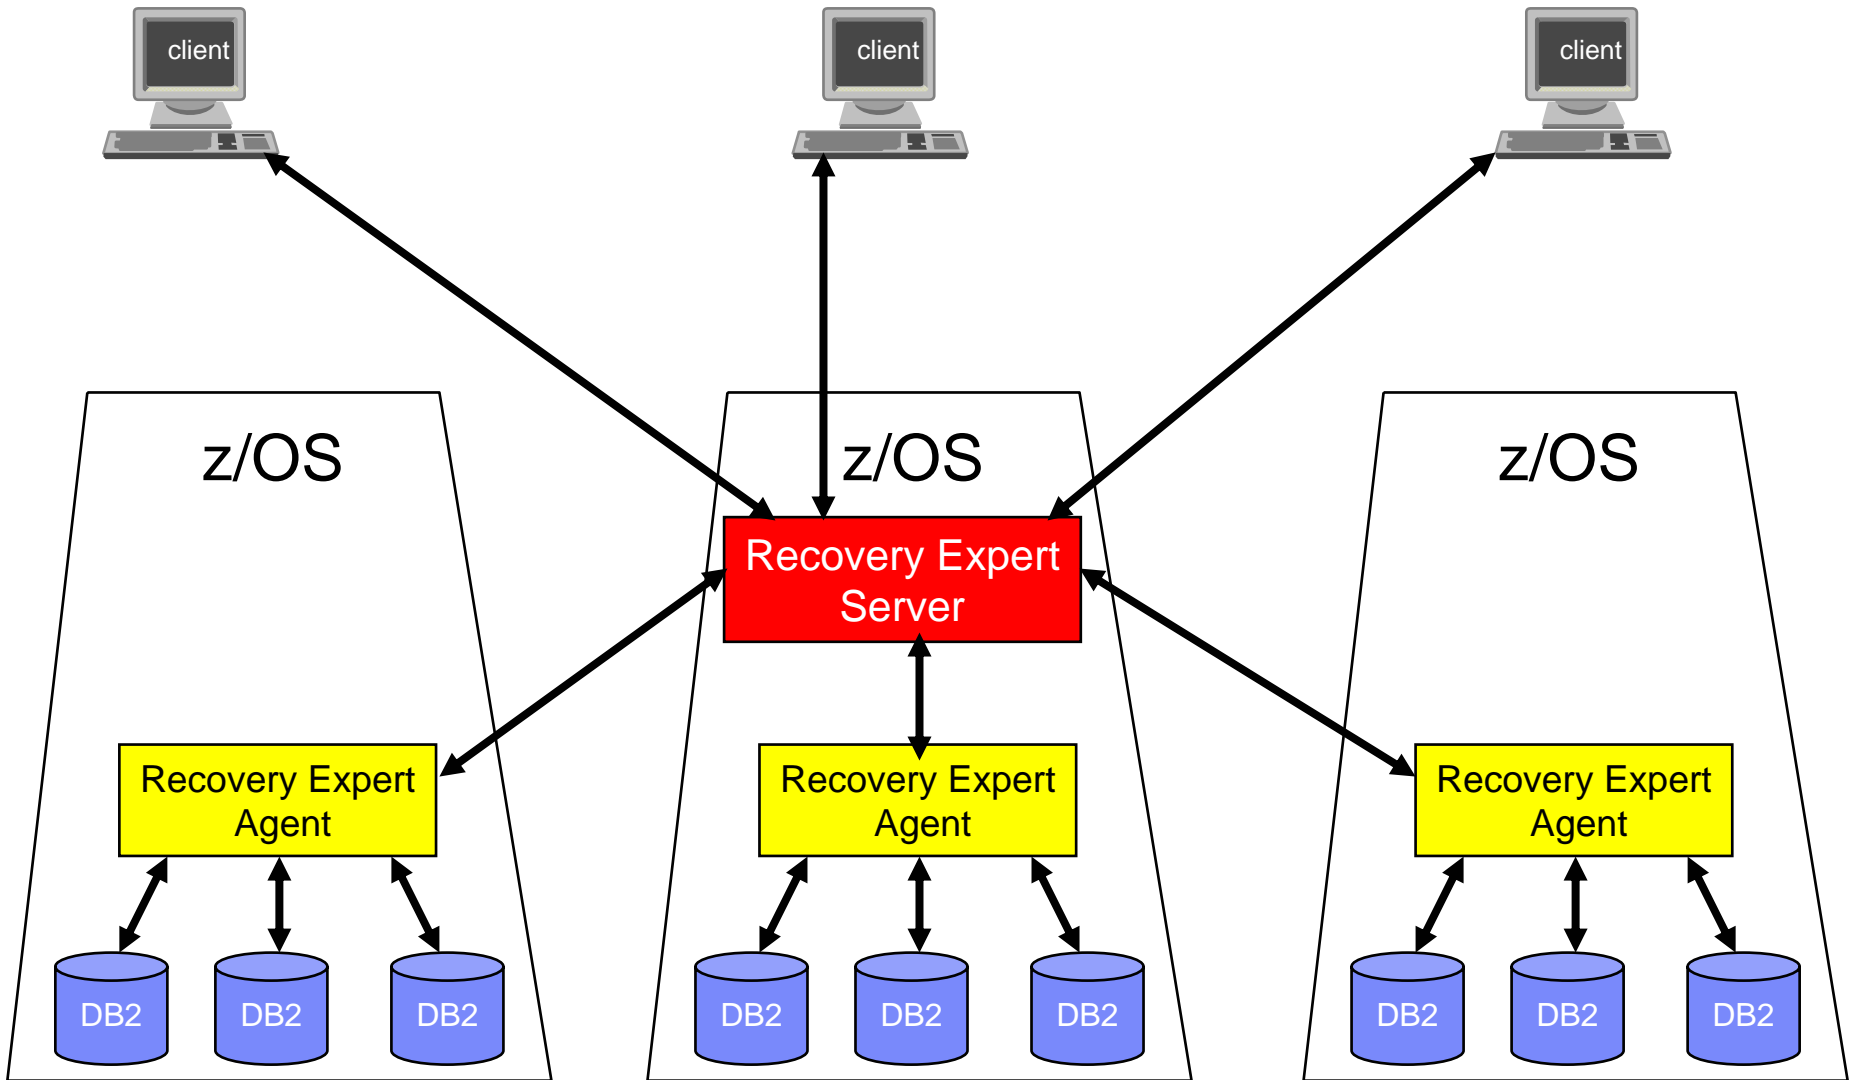 client
client
client
z/OS
z/OS
z/OS
Recovery Expert
Server
Recovery Expert
Agent
Recovery Expert
Agent
Recovery Expert
Agent
DB2
DB2
DB2
DB2
DB2
DB2
DB2
DB2
DB2